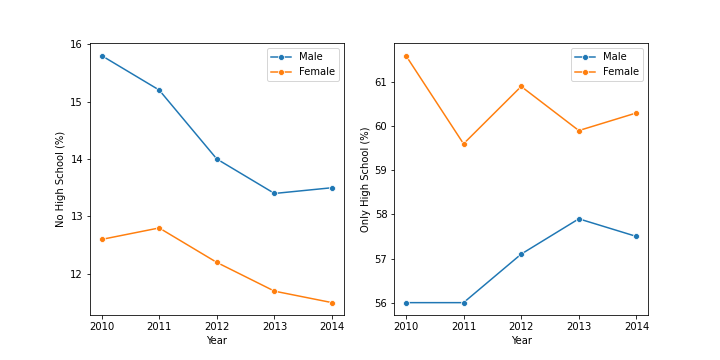 No High School (%)
16
15
14
13
12
2010 2011 2012 2013 2014
Year
Male
Female
Only High School (%)
61
60
59
58
57
56
2010 2011 2012 2013 2014
Year
Male
Female